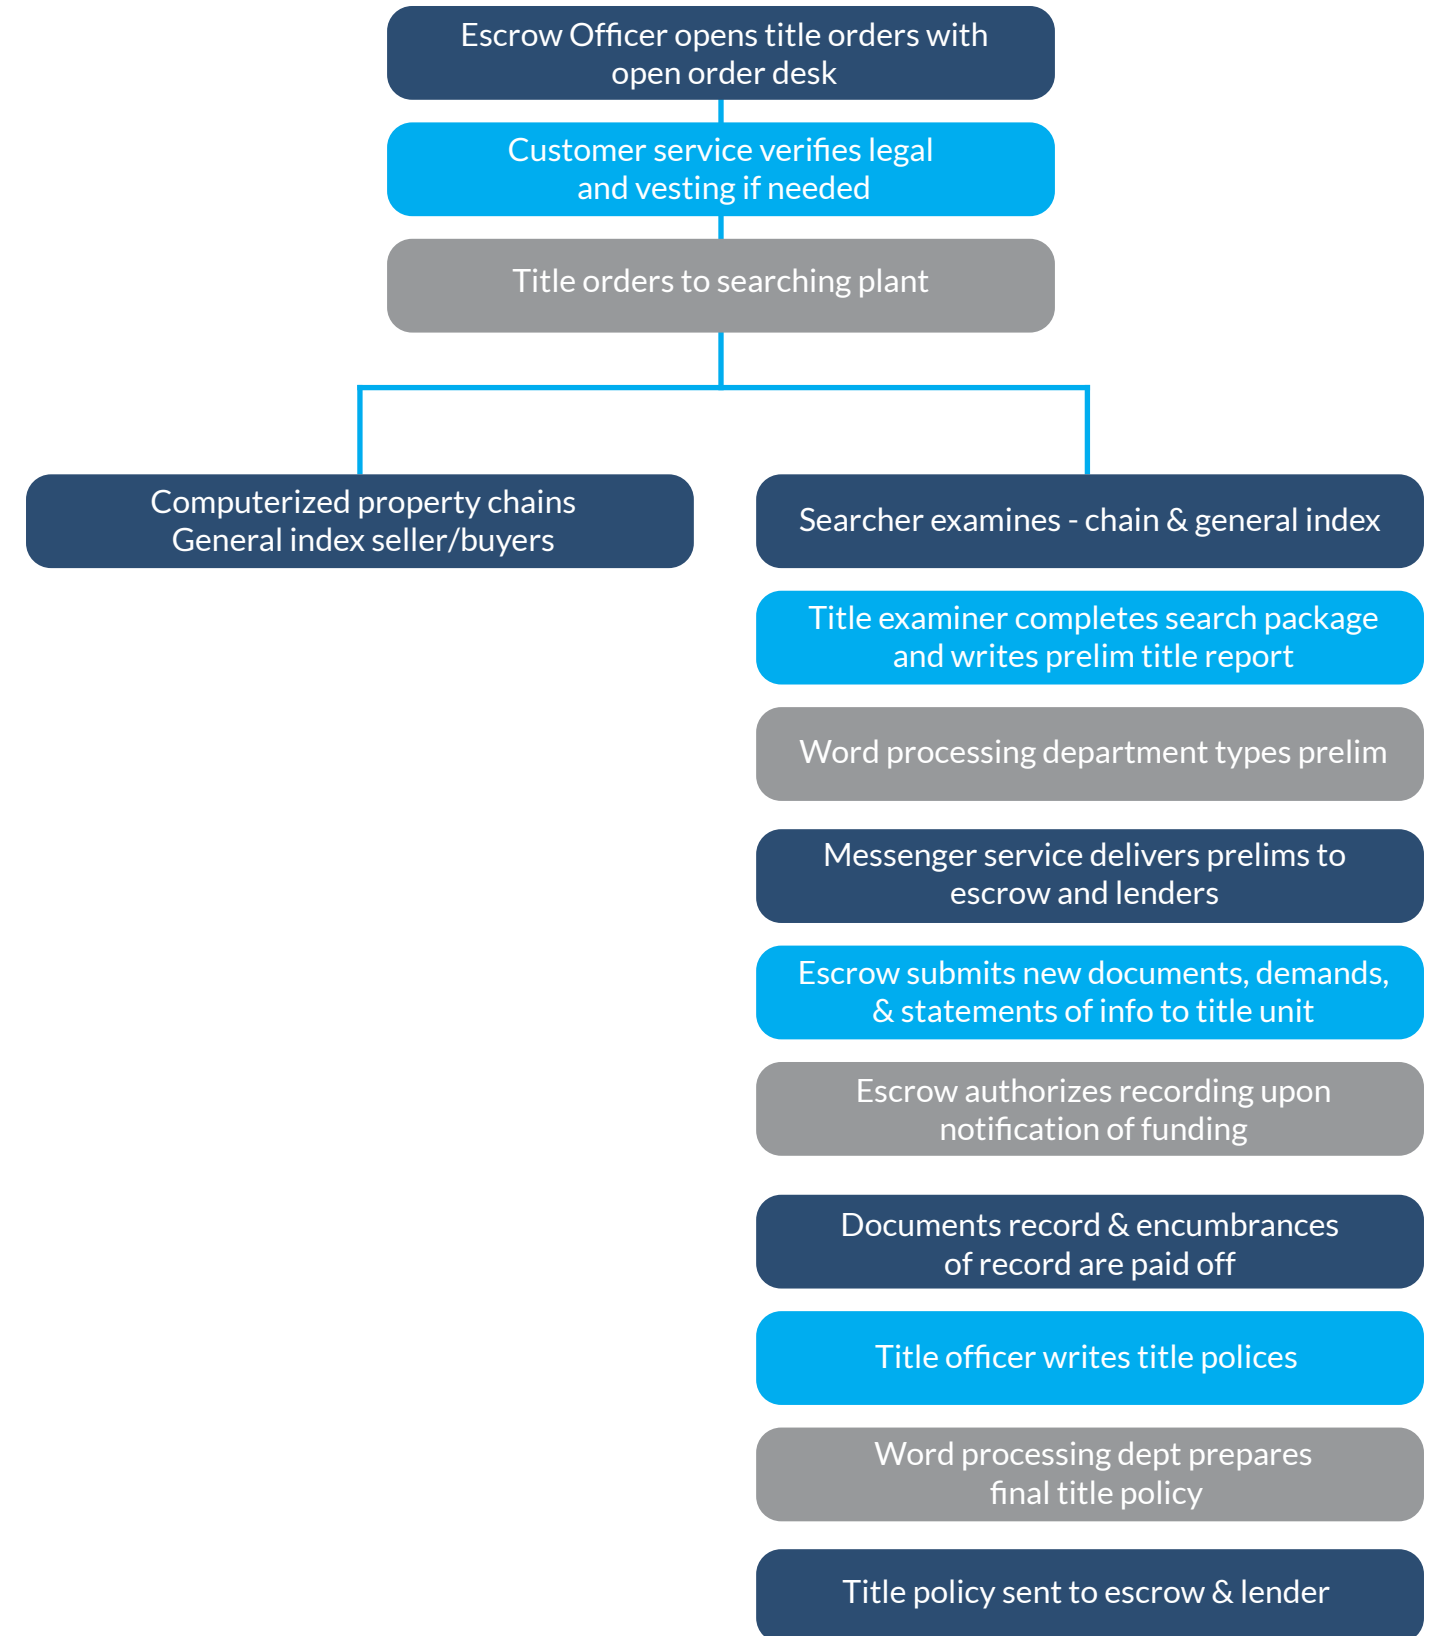 Escrow Officer opens title orders with
open order desk
Customer service verifies legal
and vesting if needed
Title orders to searching plant
Computerized property chains
General index seller/buyers
Searcher examines - chain & general index
Title examiner completes search package
and writes prelim title report
Word processing department types prelim
Messenger service delivers prelims to
escrow and lenders
Escrow submits new documents, demands,
& statements of info to title unit
Escrow authorizes recording upon
notification of funding
Documents record & encumbrances
of record are paid off
Title officer writes title polices
Word processing dept prepares
final title policy
Title policy sent to escrow & lender